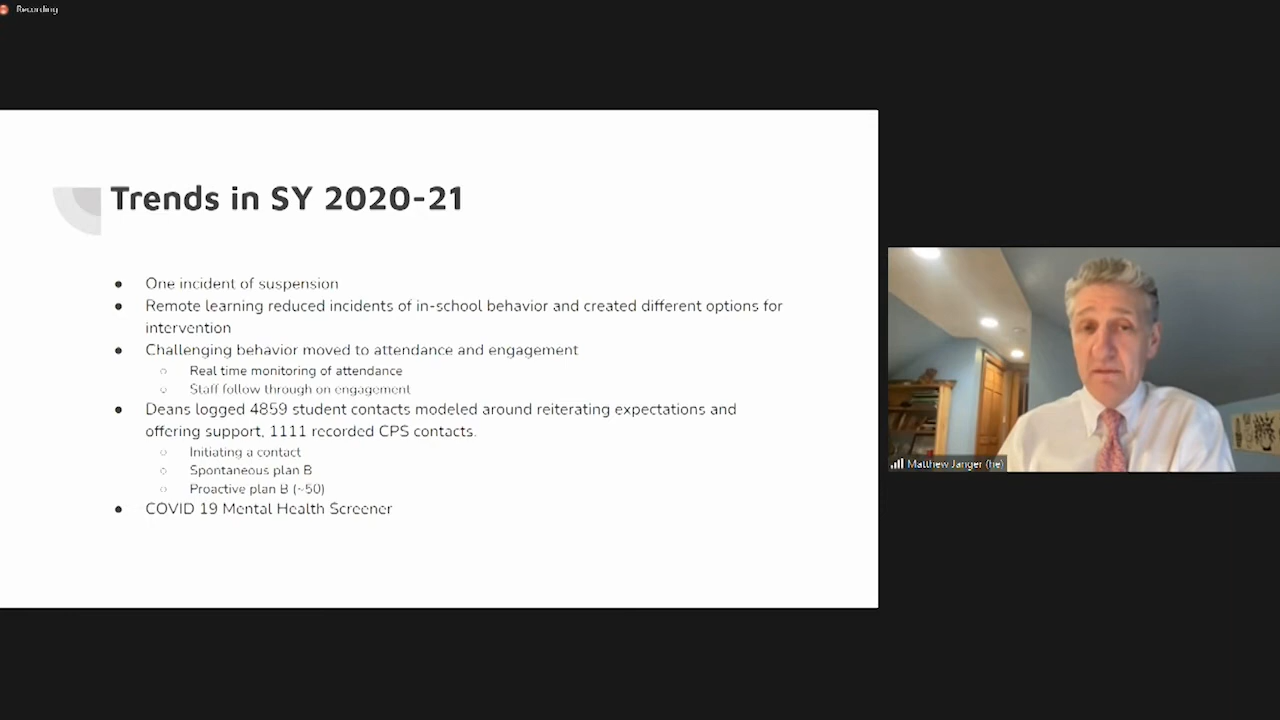 Recording
Trends in SY 2020-21
● One incident of suspension
● Remote learning reduced incidents of in-school behavior and created different options for
intervention
● Challenging behavior moved to attendance and engagement
○ Real time monitoring of attendance
○ Staff follow through on engagement
● Deans logged 4859 student contacts modeled around reiterating expectations and
offering support, 1111 recorded CPS contacts.
○ Initiating a contact
○ Spontaneous plan B
○ Proactive plan B (~50)
● COVID 19 Mental Health Screener
Matthew Janger (he)